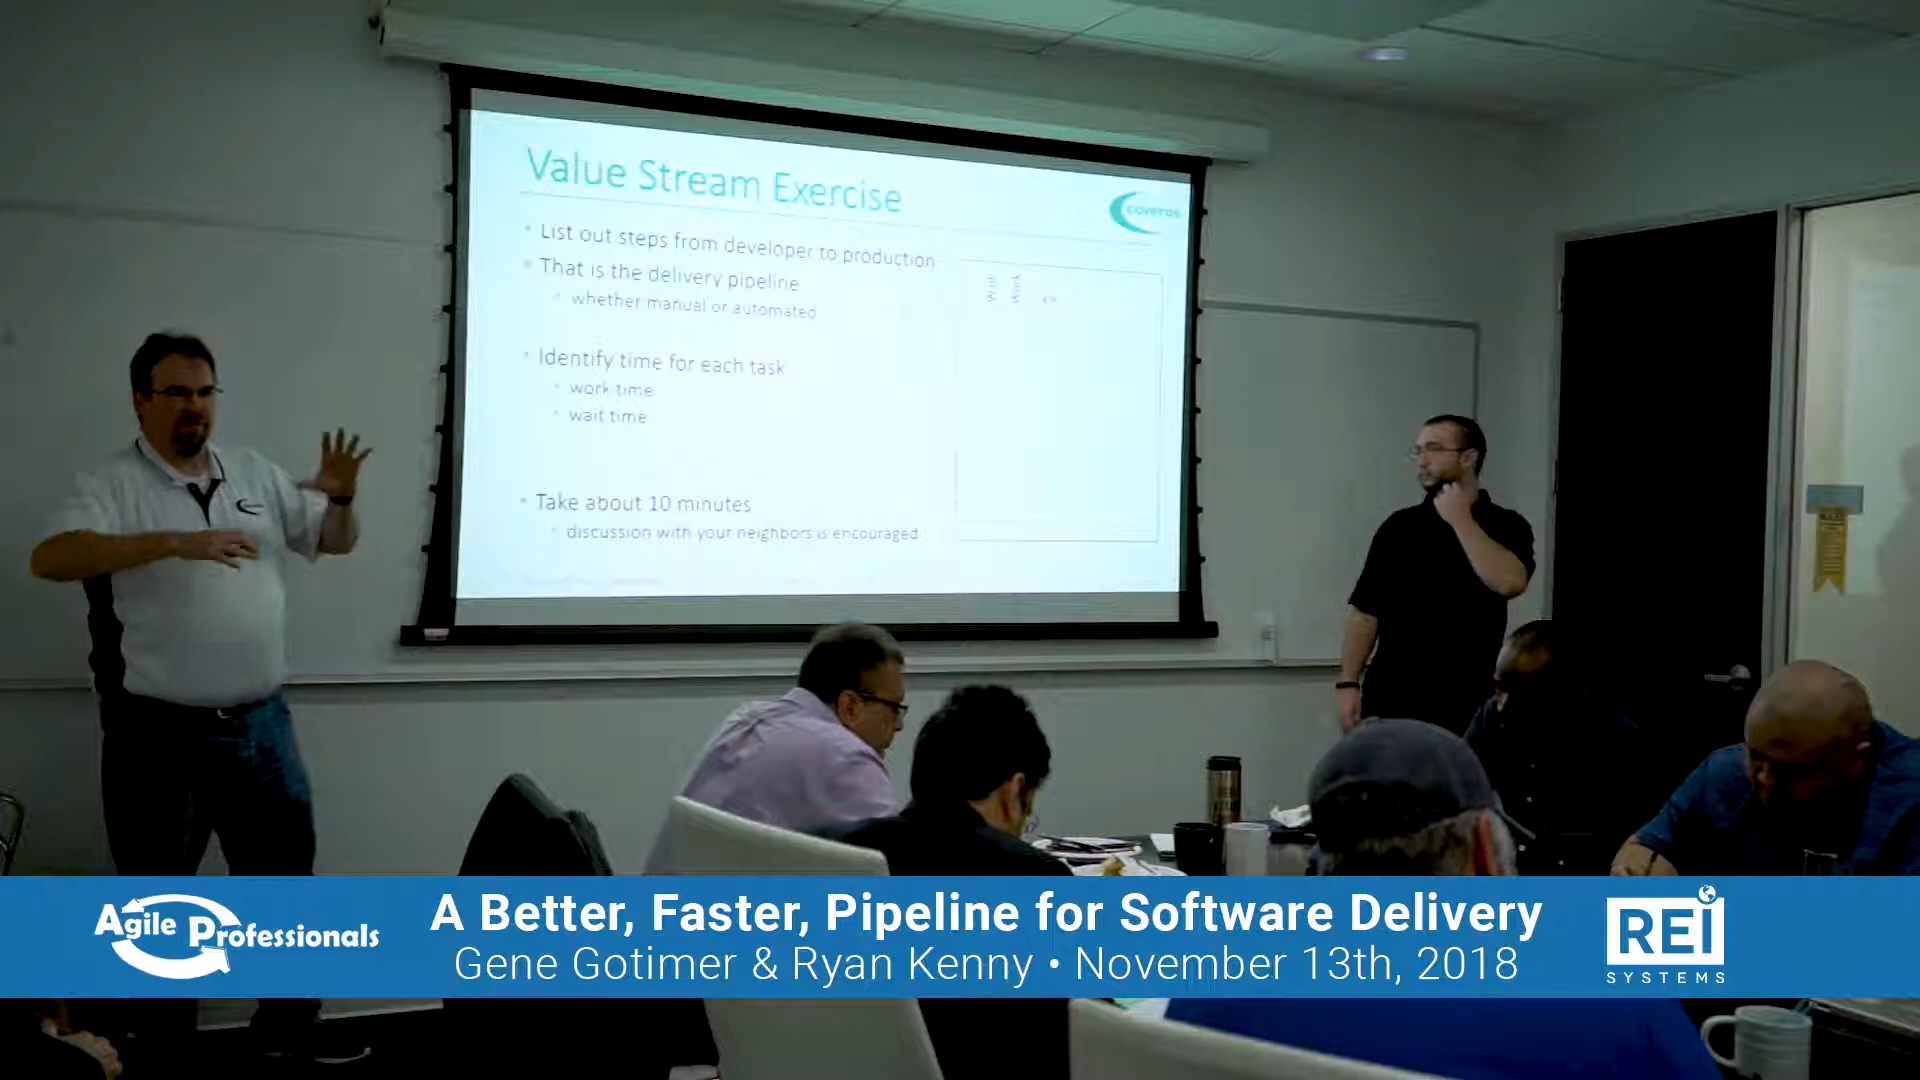 Value Stream Exercise
coveros
List out steps from developer to production
That is the delivery pipeline
whether manual or automated
Wait
Work
Identify time for each task
work time
wait time
Take about 10 minutes
discussion with your neighbors is encouraged
Agile Professionals
A Better, Faster, Pipeline for Software Delivery
Gene Gotimer & Ryan Kenny • November 13th, 2018
REI
SYSTEMS